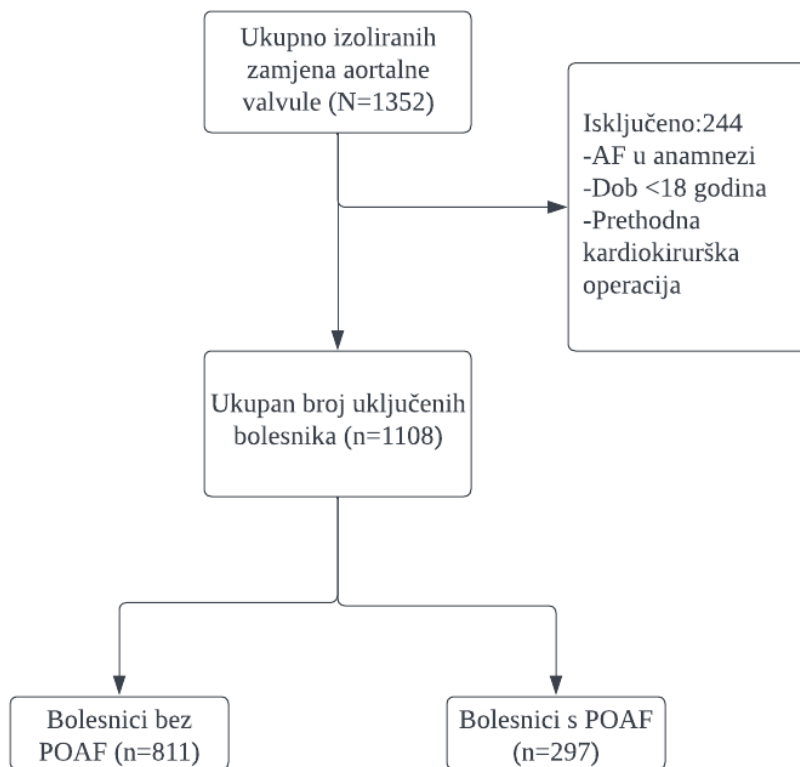 Ukupno izoliranih
zamjena aortalne
valvule (N=1352)
Isključeno:244
-AF u anamnezi
-Dob <18 godina
-Prethodna
kardiokirurška
operacija
Ukupan broj uključenih
bolesnika (n=1108)
Bolesnici bez
POAF (n=811)
Bolesnici s POAF
(n=297)